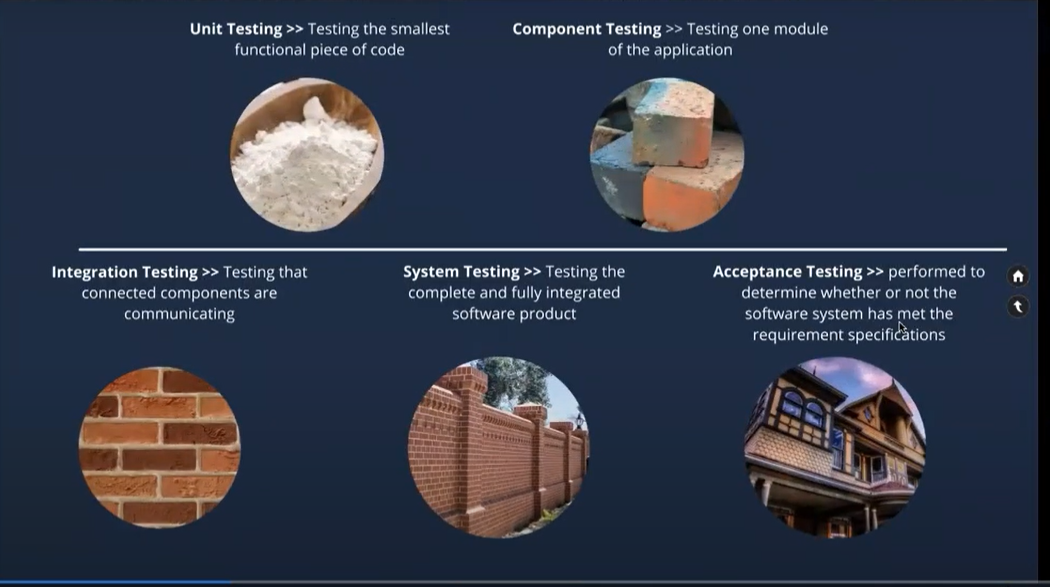 Unit Testing >> Testing the smallest
functional piece of code
Component Testing >> Testing one module
of the application
Integration Testing >> Testing that
connected components are
communicating
System Testing >> Testing the
complete and fully integrated
software product
Acceptance Testing >> performed to
determine whether or not the
software system has met the
requirement specifications